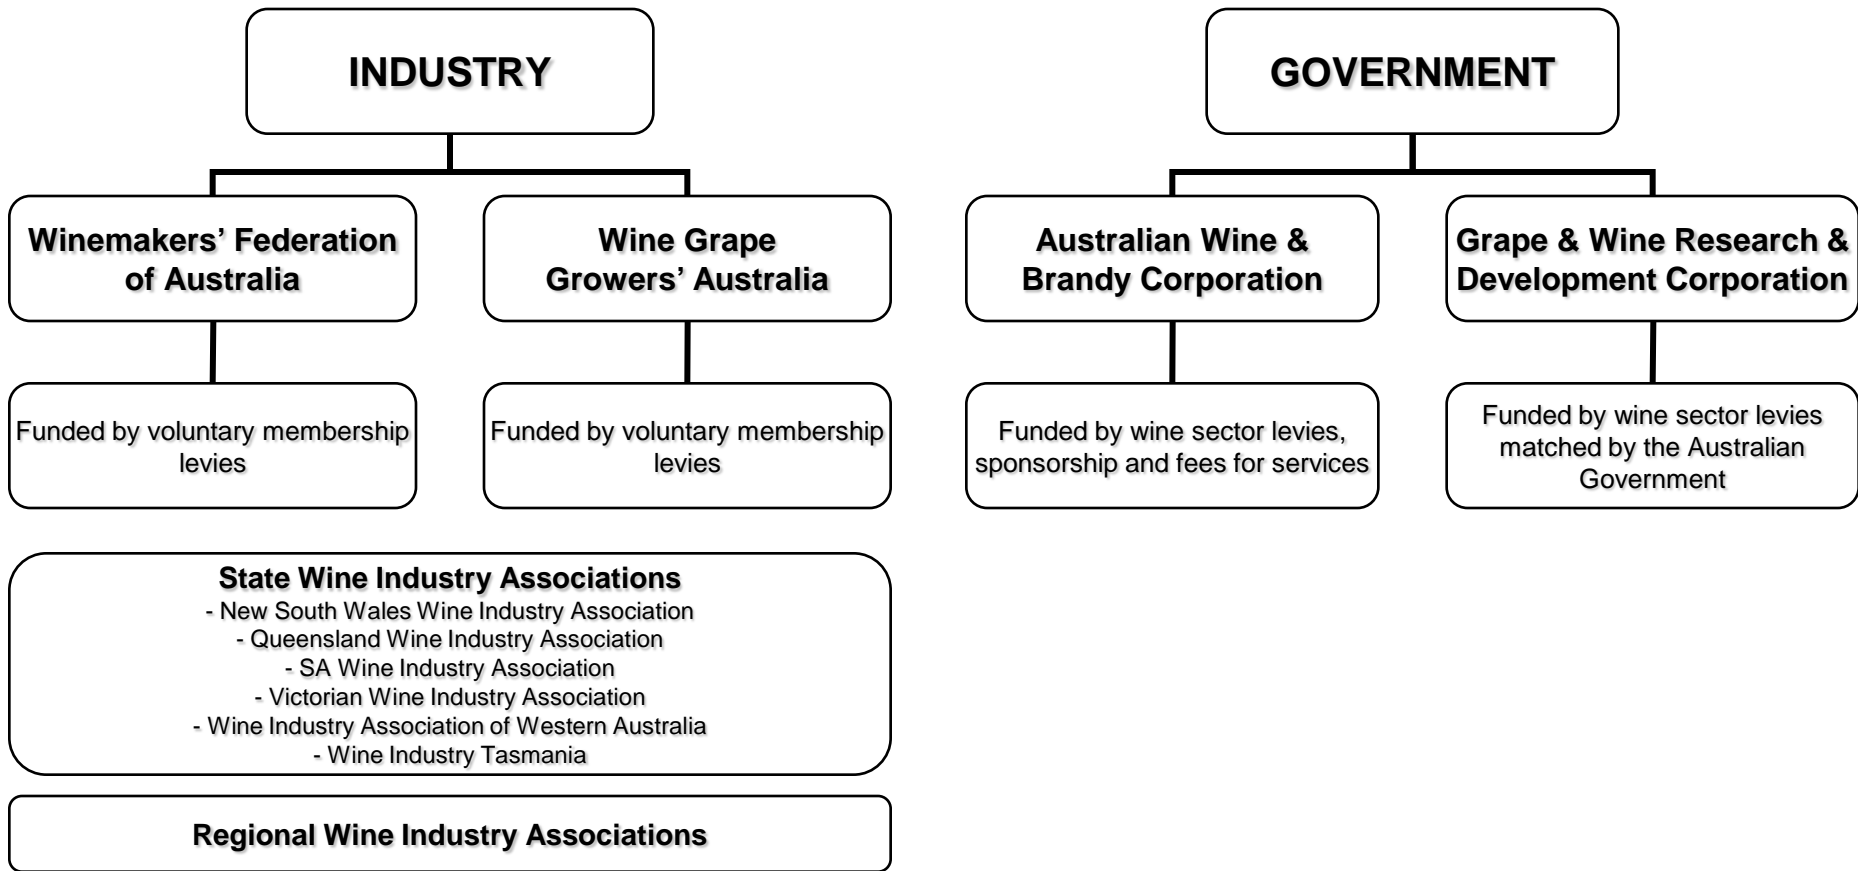 INDUSTRY
Winemakers’ Federation
of Australia
Wine Grape
Growers’ Australia
Funded by voluntary membership
levies
Funded by voluntary membership
levies
State Wine Industry Associations
- New South Wales Wine Industry Association
- Queensland Wine Industry Association
- SA Wine Industry Association
- Victorian Wine Industry Association
- Wine Industry Association of Western Australia
- Wine Industry Tasmania
Regional Wine Industry Associations
GOVERNMENT
Australian Wine &
Brandy Corporation
Grape & Wine Research &
Development Corporation
Funded by wine sector levies,
sponsorship and fees for services
Funded by wine sector levies
matched by the Australian
Government